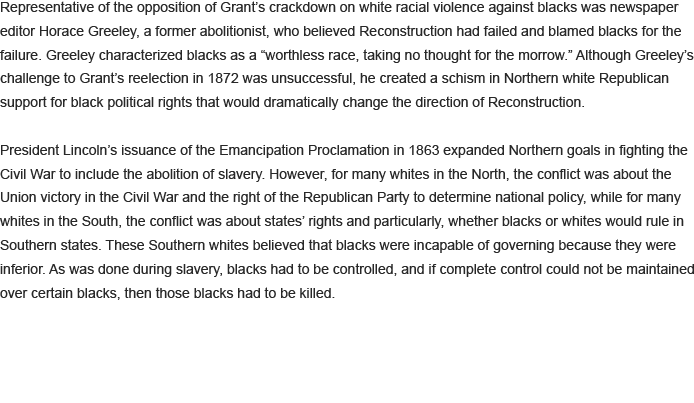 Representative of the opposition of Grant’s crackdown on white racial violence against blacks was newspaper
editor Horace Greeley, a former abolitionist, who believed Reconstruction had failed and blamed blacks for the
failure. Greeley characterized blacks as a “worthless race, taking no thought for the morrow.” Although Greeley’s
challenge to Grant’s reelection in 1872 was unsuccessful, he created a schism in Northern white Republican
support for black political rights that would dramatically change the direction of Reconstruction.

President Lincoln’s issuance of the Emancipation Proclamation in 1863 expanded Northern goals in fighting the
Civil War to include the abolition of slavery. However, for many whites in the North, the conflict was about the
Union victory in the Civil War and the right of the Republican Party to determine national policy, while for many
whites in the South, the conflict was about states’ rights and particularly, whether blacks or whites would rule in
Southern states. These Southern whites believed that blacks were incapable of governing because they were
inferior. As was done during slavery, blacks had to be controlled, and if complete control could not be maintained
over certain blacks, then those blacks had to be killed.